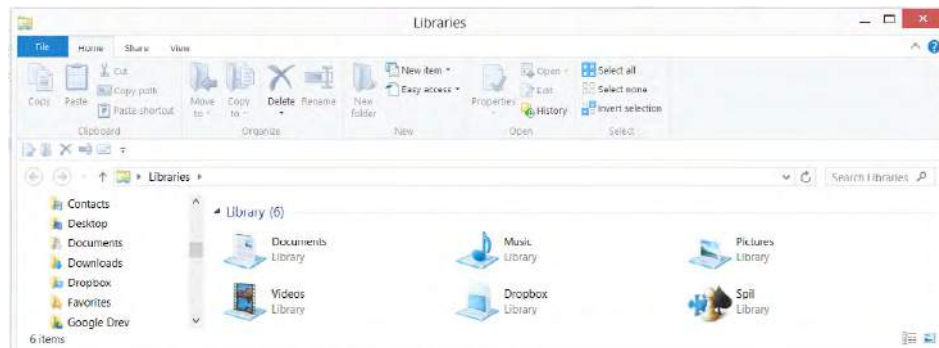 Libraries
File Home Share View
Copy
Paste
Cut
Copy path
Paste shortcut
Clipboard
Move to
Copy to
Delete
Rename
Organize
New folder
New item
Easy access
New
Properties
Open
Edit
History
Open
Select all
Select none
Invert selection
Select
Libraries
Search Libraries
Contacts
Desktop
Documents
Downloads
Dropbox
Favorites
Google Drev
Library (6)
Documents
Library
Music
Library
Pictures
Library
Videos
Library
Dropbox
Library
Spil
Library
6 items